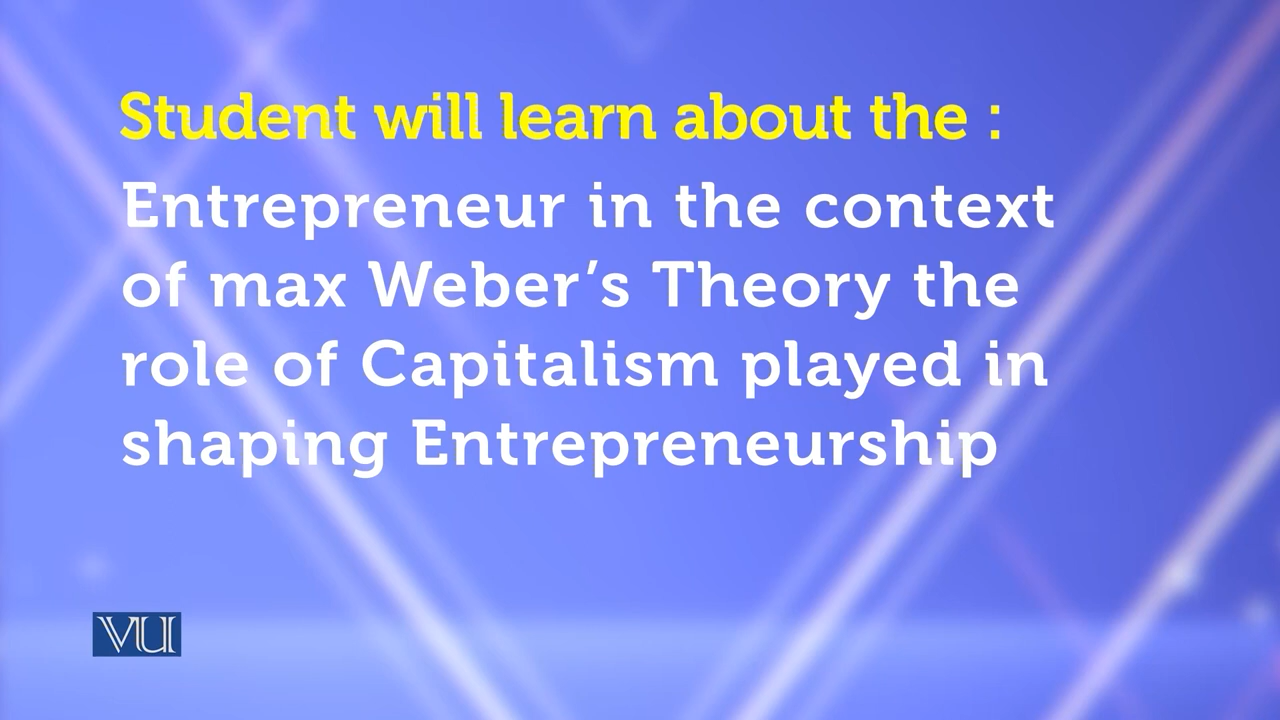 Student will learn about the :
Entrepreneur in the context
of max Weber’s Theory the
role of Capitalism played in
shaping Entrepreneurship
VU